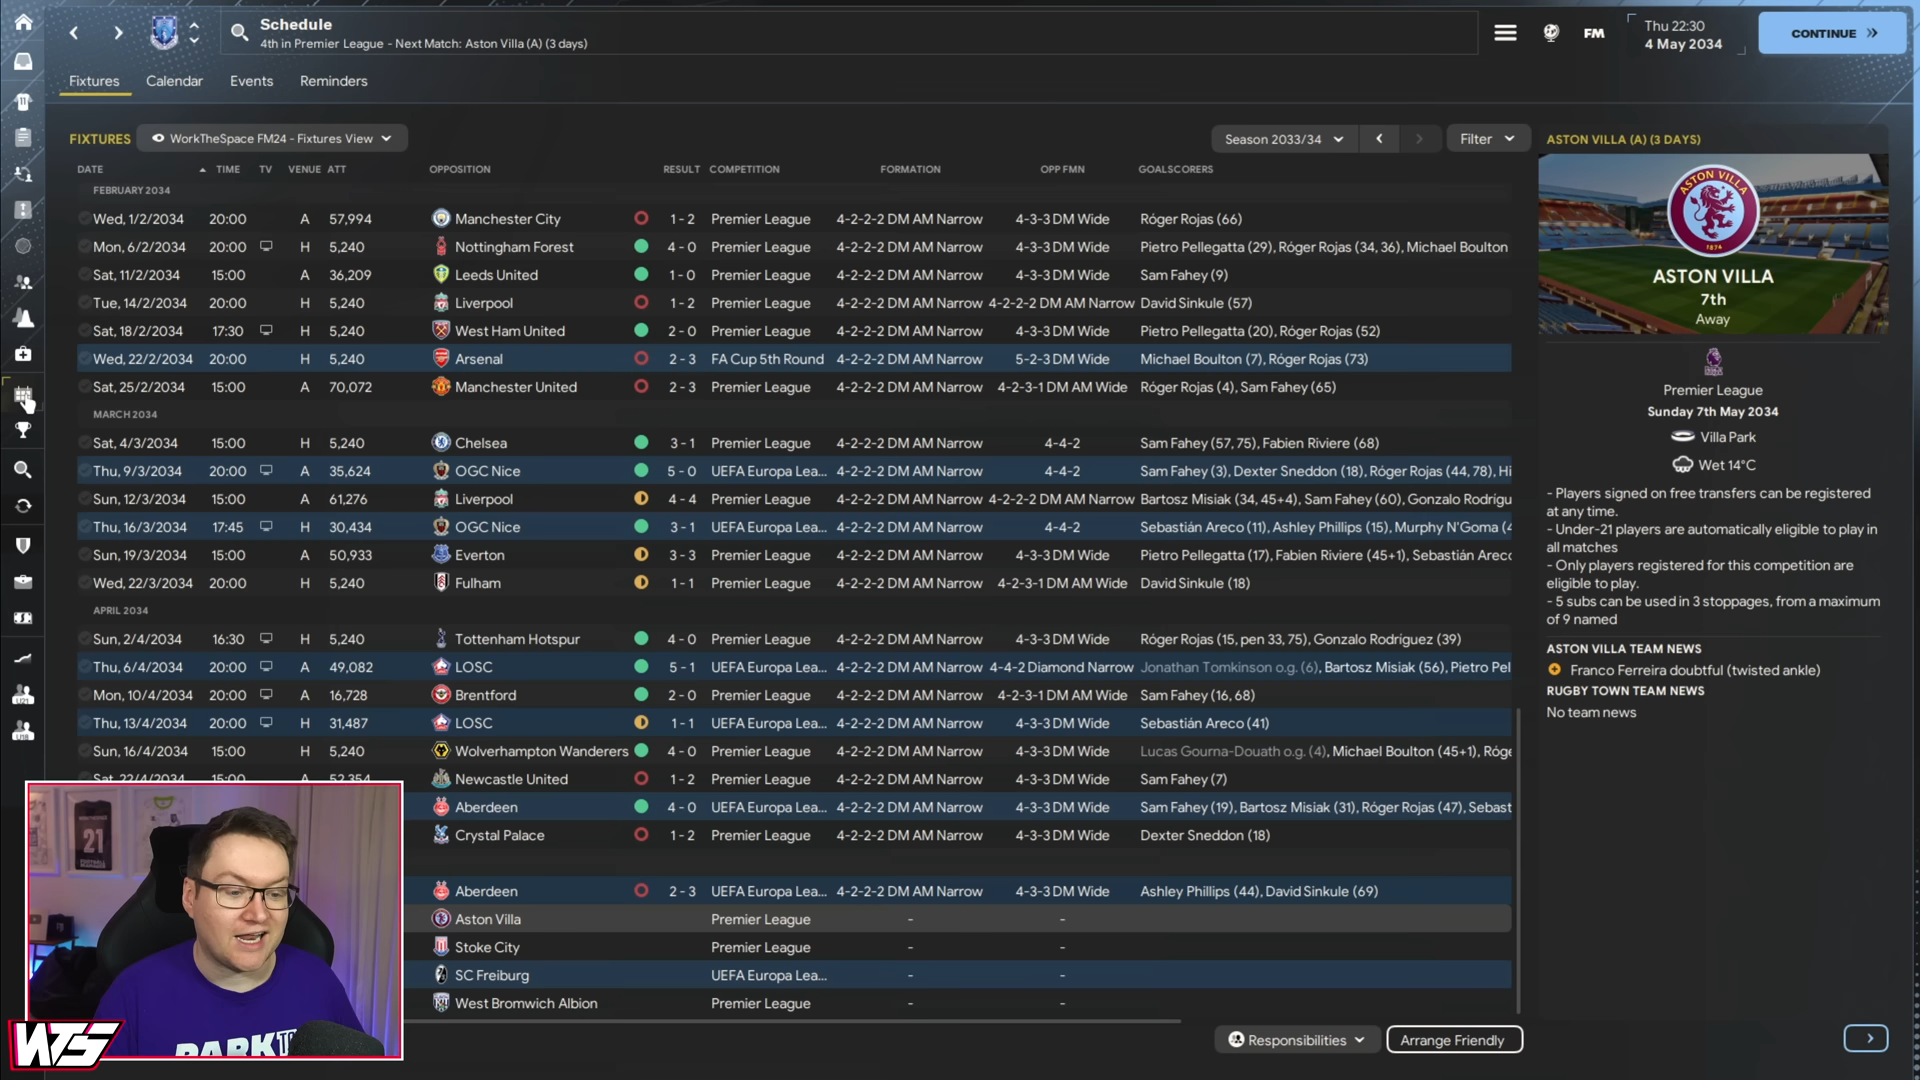 Schedule
4th in Premier League - Next Match: Aston Villa (A) (3 days)
FM
Thu 22:30
4 May 2034
CONTINUE
Fixtures Calendar Events Reminders
FIXTURES WorkTheSpace FM24 - Fixtures View Season 2033/34 Filter
DATE TIME TV VENUE ATT OPPOSITION RESULT COMPETITION FORMATION OPP FMN GOALSCORERS
FEBRUARY 2034
Wed, 1/2/2034 20:00 A 57,994 Manchester City 1 - 2 Premier League 4-2-2-2 DM AM Narrow 4-3-3 DM Wide Róger Rojas (66)
Mon, 6/2/2034 20:00 H 5,240 Nottingham Forest 4 - 0 Premier League 4-2-2-2 DM AM Narrow 4-3-3 DM Wide Pietro Pellegatta (29), Róger Rojas (34, 36), Michael Boulton
Sat, 11/2/2034 15:00 A 36,209 Leeds United 1 - 0 Premier League 4-2-2-2 DM AM Narrow 4-3-3 DM Wide Sam Fahey (9)
Tue, 14/2/2034 20:00 H 5,240 Liverpool 1 - 2 Premier League 4-2-2-2 DM AM Narrow 4-2-2-2 DM AM Narrow David Sinkule (57)
Sat, 18/2/2034 17:30 H 5,240 West Ham United 2 - 0 Premier League 4-2-2-2 DM AM Narrow 4-3-3 DM Wide Pietro Pellegatta (20), Róger Rojas (52)
Wed, 22/2/2034 20:00 H 5,240 Arsenal 2 - 3 FA Cup 5th Round 4-2-2-2 DM AM Narrow 5-2-3 DM Wide Michael Boulton (7), Róger Rojas (73)
Sat, 25/2/2034 15:00 A 70,072 Manchester United 2 - 3 Premier League 4-2-2-2 DM AM Narrow 4-2-3-1 DM AM Wide Róger Rojas (4), Sam Fahey (65)
MARCH 2034
Sat, 4/3/2034 15:00 H 5,240 Chelsea 3 - 1 Premier League 4-2-2-2 DM AM Narrow 4-4-2 Sam Fahey (57, 75), Fabien Riviere (68)
Thu, 9/3/2034 20:00 A 35,624 OGC Nice 5 - 0 UEFA Europa Lea... 4-2-2-2 DM AM Narrow 4-4-2 Sam Fahey (3), Dexter Sneddon (18), Róger Rojas (44, 78), Hi
Sun, 12/3/2034 15:00 A 61,276 Liverpool 4 - 4 Premier League 4-2-2-2 DM AM Narrow 4-2-2-2 DM AM Narrow Bartosz Misiak (34, 45+4), Sam Fahey (60), Gonzalo Rodrígu
Thu, 16/3/2034 17:45 H 30,434 OGC Nice 3 - 1 UEFA Europa Lea... 4-2-2-2 DM AM Narrow 4-4-2 Sebastián Areco (11), Ashley Phillips (15), Murphy N'Goma (4
Sun, 19/3/2034 15:00 A 50,933 Everton 3 - 3 Premier League 4-2-2-2 DM AM Narrow 4-3-3 DM Wide Pietro Pellegatta (17), Fabien Riviere (45+1), Sebastián Areco
Wed, 22/3/2034 20:00 H 5,240 Fulham 1 - 1 Premier League 4-2-2-2 DM AM Narrow 4-2-3-1 DM AM Wide David Sinkule (18)
APRIL 2034
Sun, 2/4/2034 16:30 H 5,240 Tottenham Hotspur 4 - 0 Premier League 4-2-2-2 DM AM Narrow 4-3-3 DM Wide Róger Rojas (15, pen 33, 75), Gonzalo Rodríguez (39)
Thu, 6/4/2034 20:00 A 49,082 LOSC 5 - 1 UEFA Europa Lea... 4-2-2-2 DM AM Narrow 4-4-2 Diamond Narrow Jonathan Tomkinson o.g. (6), Bartosz Misiak (56), Pietro Pel
Mon, 10/4/2034 20:00 A 16,728 Brentford 2 - 0 Premier League 4-2-2-2 DM AM Narrow 4-2-3-1 DM AM Wide Sam Fahey (16, 68)
Thu, 13/4/2034 20:00 H 31,487 LOSC 1 - 1 UEFA Europa Lea... 4-2-2-2 DM AM Narrow 4-3-3 DM Wide Sebastián Areco (41)
Sun, 16/4/2034 15:00 H 5,240 Wolverhampton Wanderers 4 - 0 Premier League 4-2-2-2 DM AM Narrow 4-3-3 DM Wide Lucas Gourna-Douath o.g. (4), Michael Boulton (45+1), Róge
Sat, 22/4/2034 15:00 A 52,354 Newcastle United 1 - 2 Premier League 4-2-2-2 DM AM Narrow 4-3-3 DM Wide Sam Fahey (7)
Aberdeen 4 - 0 UEFA Europa Lea... 4-2-2-2 DM AM Narrow 4-3-3 DM Wide Sam Fahey (19), Bartosz Misiak (31), Róger Rojas (47), Sebast
Crystal Palace 1 - 2 Premier League 4-2-2-2 DM AM Narrow 4-3-3 DM Wide Dexter Sneddon (18)
Aberdeen 2 - 3 UEFA Europa Lea... 4-2-2-2 DM AM Narrow 4-3-3 DM Wide Ashley Phillips (44), David Sinkule (69)
Aston Villa Premier League - -
Stoke City Premier League - -
SC Freiburg UEFA Europa Lea... - -
West Bromwich Albion Premier League - -
Responsibilities Arrange Friendly
ASTON VILLA (A) (3 DAYS)
ASTON VILLA
1874
ASTON VILLA
7th
Away
Premier League
Sunday 7th May 2034
Villa Park
Wet 14°C
- Players signed on free transfers can be registered
at any time.
- Under-21 players are automatically eligible to play in
all matches
- Only players registered for this competition are
eligible to play.
- 5 subs can be used in 3 stoppages, from a maximum
of 9 named
ASTON VILLA TEAM NEWS
Franco Ferreira doubtful (twisted ankle)
RUGBY TOWN TEAM NEWS
No team news
11
U21
U18
21
WTS